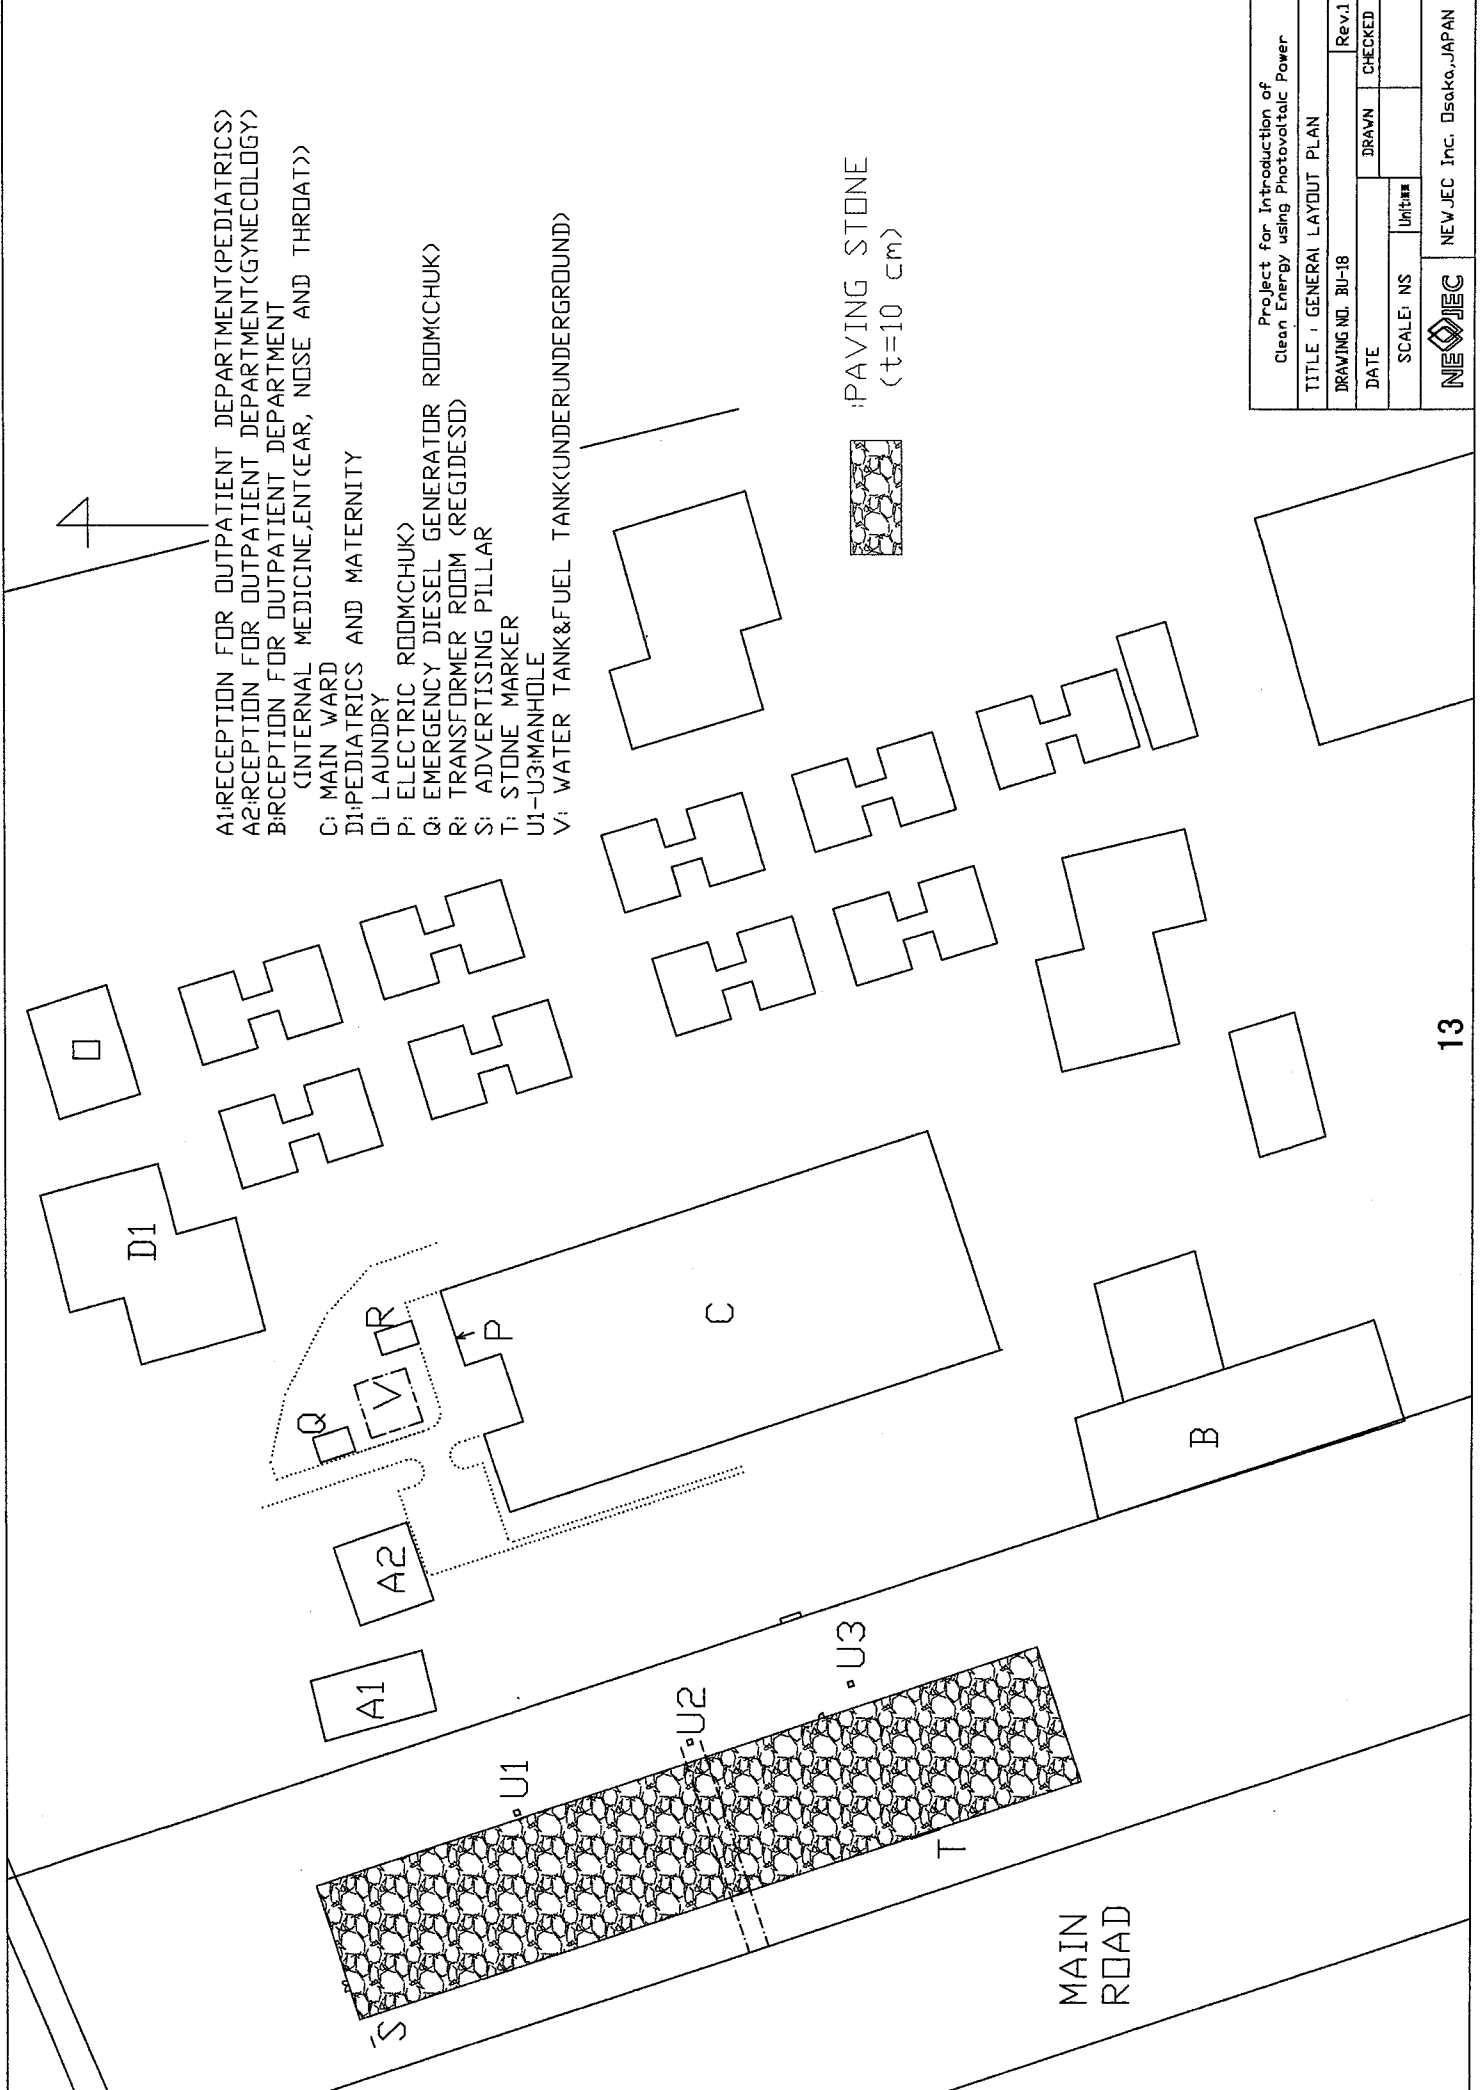 A1:RECEPTION FOR OUTPATIENT DEPARTMENT(PEDIATRICS)
A2:RCEPTION FOR OUTPATIENT DEPARTMENT(GYNECOLOGY)
B:RCEPTION FOR OUTPATIENT DEPARTMENT
(INTERNAL MEDICINE,ENT(EAR, NOSE AND THROAT))
C: MAIN WARD
D1:PEDIATRICS AND MATERNITY
O: LAUNDRY
P: ELECTRIC ROOM(CHUK)
Q: EMERGENCY DIESEL GENERATOR ROOM(CHUK)
R: TRANSFORMER ROOM (REGIDESO)
S: ADVERTISING PILLAR
T: STONE MARKER
U1-U3:MANHOLE
V: WATER TANK&FUEL TANK(UNDERUNDERGROUND)
:PAVING STONE
(t=10 cm)
O
D1
Q
V
R
P
C
A2
A1
B
U1
U2
U3
S
T
MAIN
ROAD
Project for Introduction of
Clean Energy using Photovoltaic Power
TITLE : GENERAL LAYOUT PLAN
DRAWING NO. BU-18 Rev.1
DATE DRAWN CHECKED
SCALE: NS Unit:
NEWJEC NEWJEC Inc. Osaka,JAPAN
13